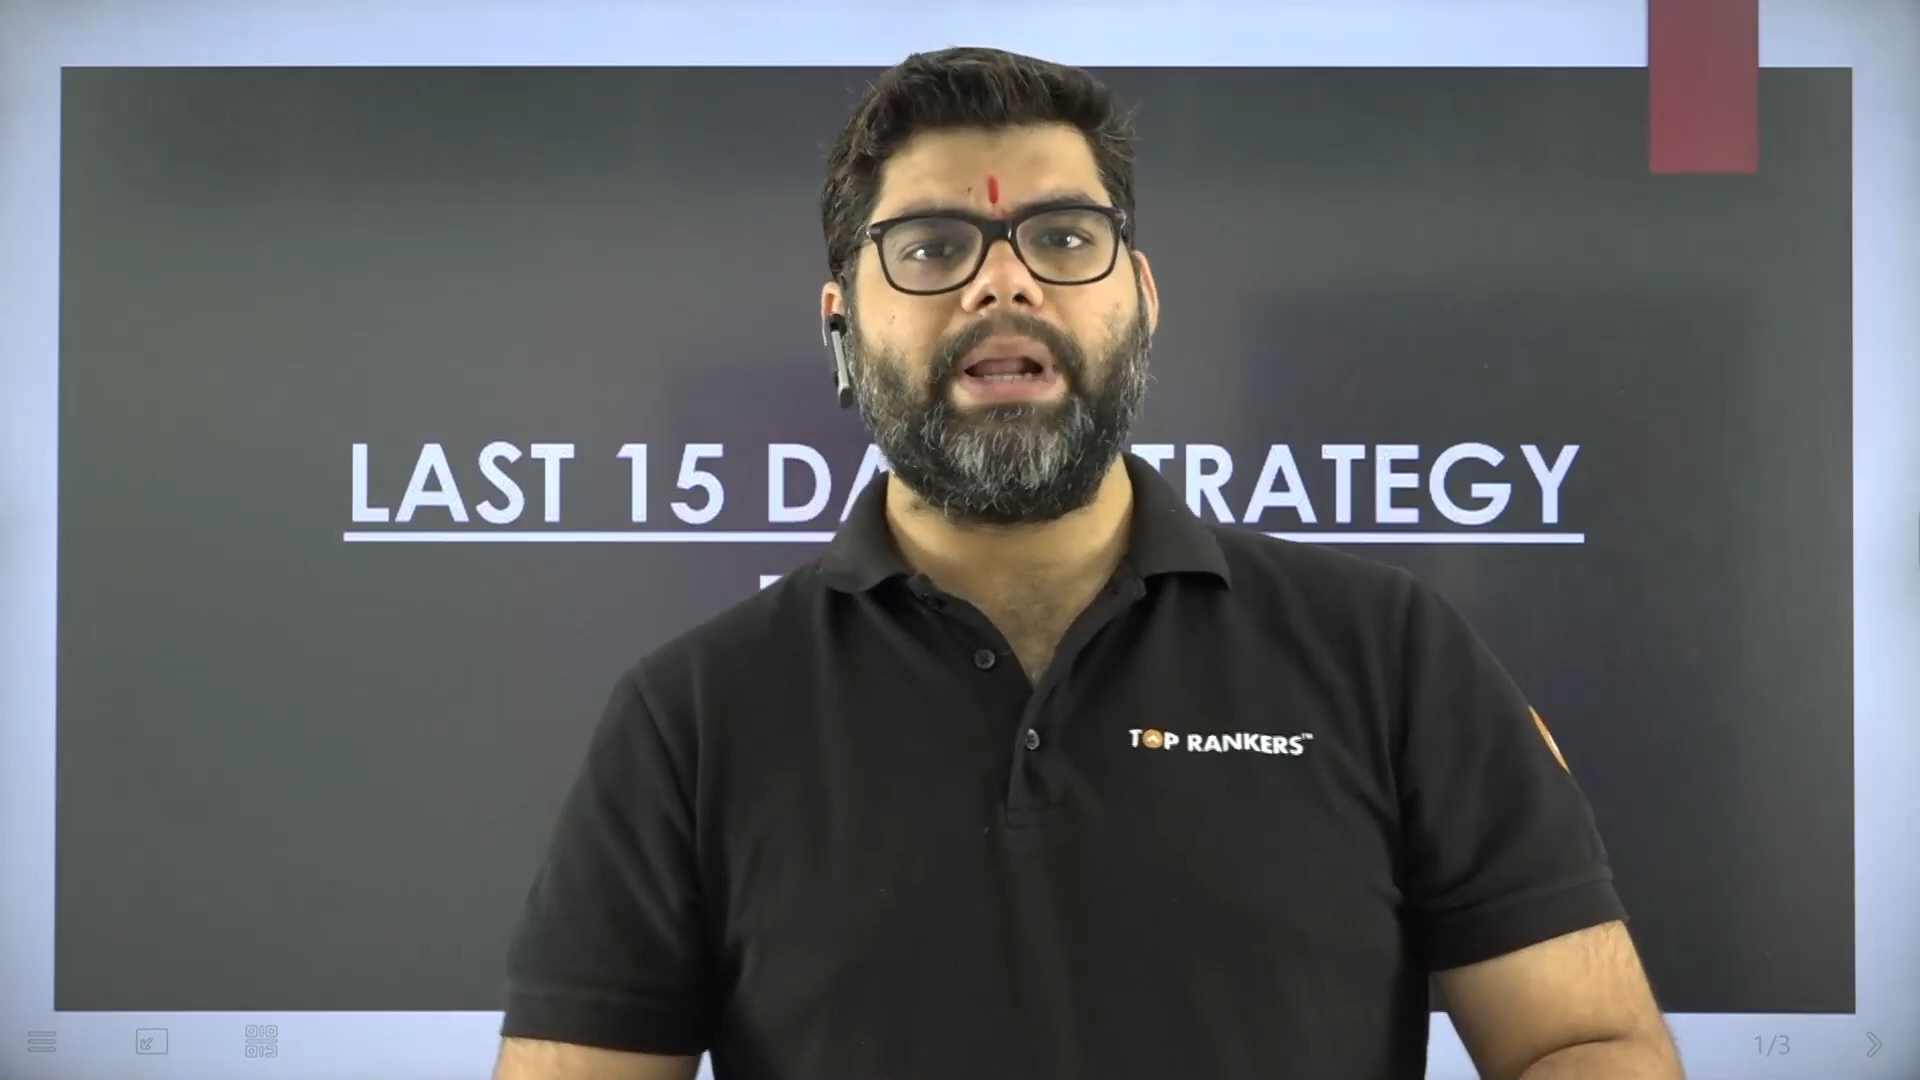 LAST 15 DA TRATEGY
TOP RANKERS™
1/3